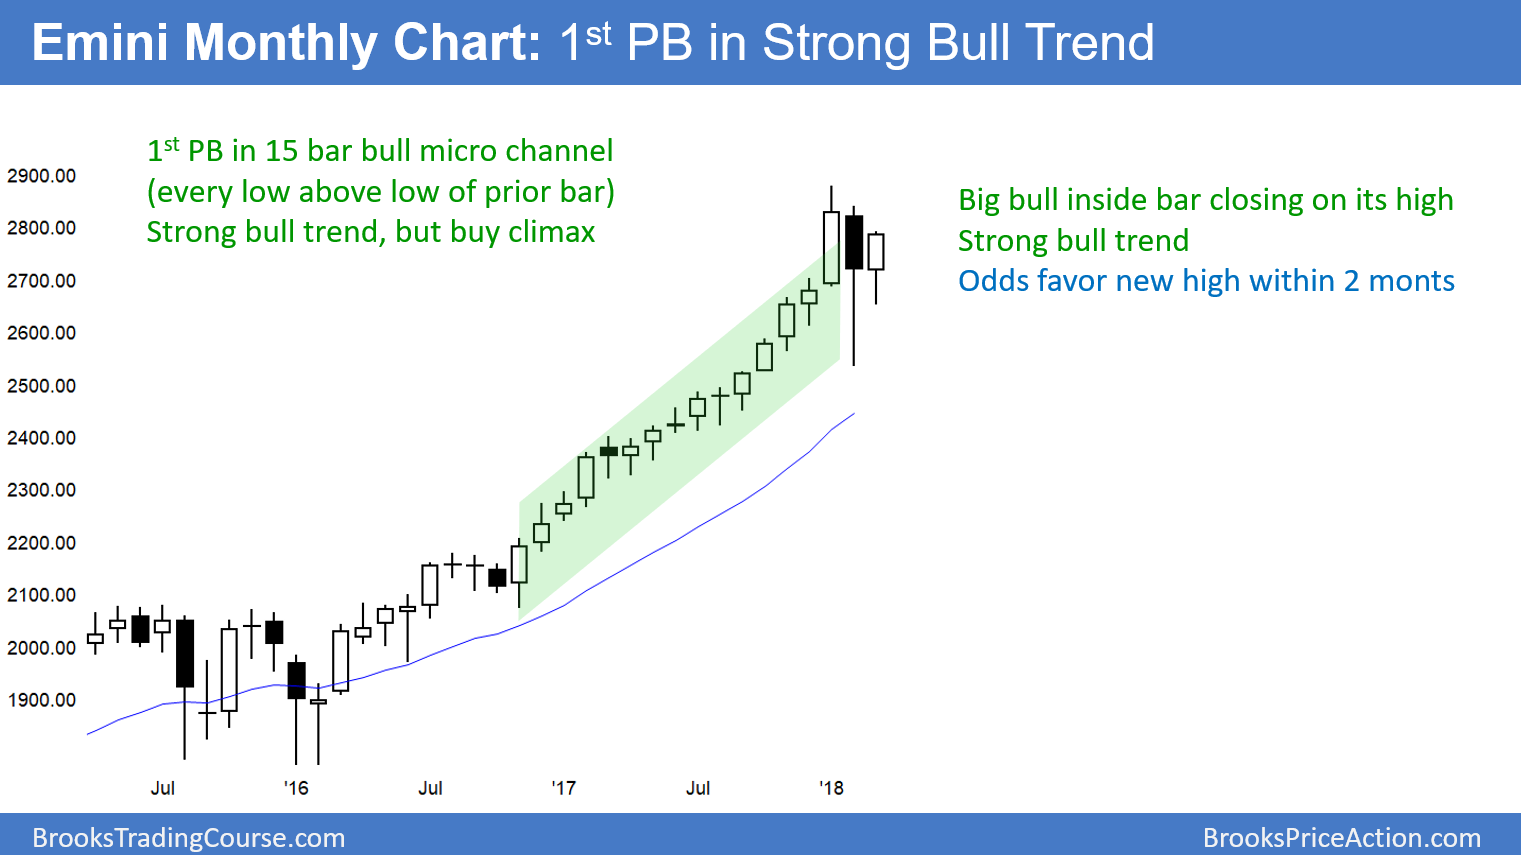 Emini Monthly Chart: 1st PB in Strong Bull Trend
1st PB in 15 bar bull micro channel
(every low above low of prior bar)
Strong bull trend, but buy climax
Big bull inside bar closing on its high
Strong bull trend
Odds favor new high within 2 monts
2900.00
2800.00
2700.00
2600.00
2500.00
2400.00
2300.00
2200.00
2100.00
2000.00
1900.00
Jul '16 Jul '17 Jul '18
BrooksTradingCourse.com
BrooksPriceAction.com